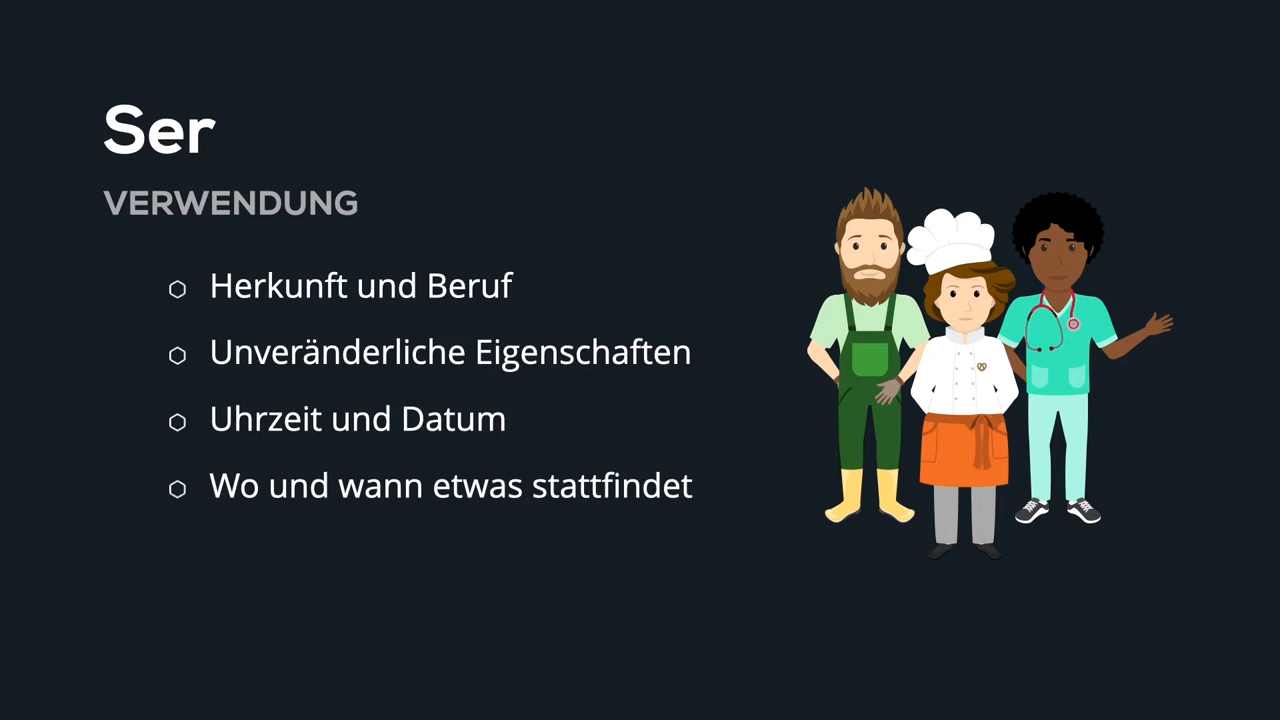 Ser
VERWENDUNG
Herkunft und Beruf
Unveränderliche Eigenschaften
Uhrzeit und Datum
Wo und wann etwas stattfindet